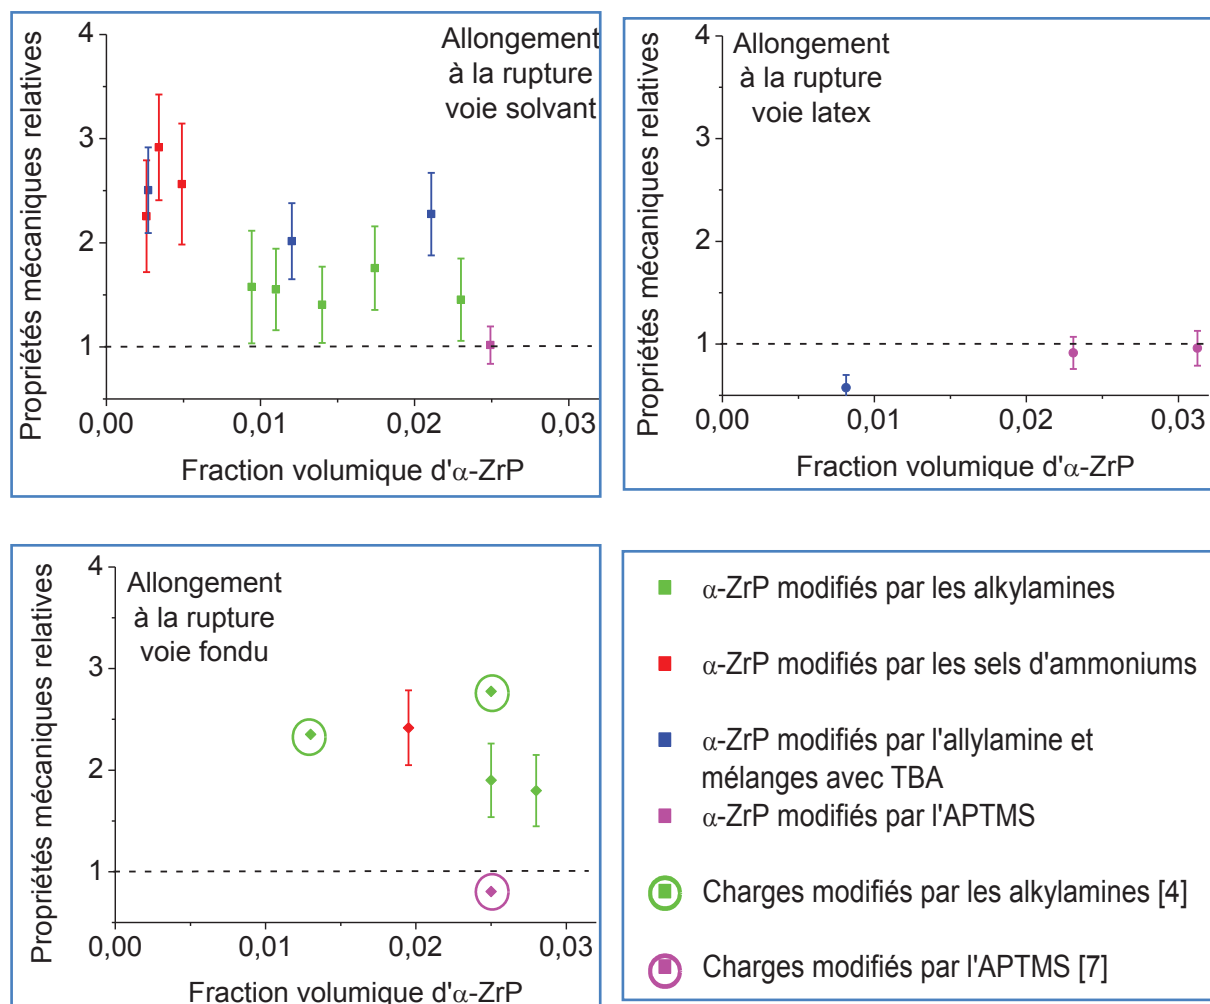 Propriétés mécaniques relatives
4
3
2
1
Allongement
à la rupture
voie solvant
0,00
0,01
0,02
0,03
Fraction volumique d'α-ZrP
Propriétés mécaniques relatives
4
3
2
1
Allongement
à la rupture
voie latex
0,00
0,01
0,02
0,03
Fraction volumique d'α-ZrP
Propriétés mécaniques relatives
4
3
2
1
Allongement
à la rupture
voie fondu
0,00
0,01
0,02
0,03
Fraction volumique d'α-ZrP
α-ZrP modifiés par les alkylamines
α-ZrP modifiés par les sels d'ammoniums
α-ZrP modifiés par l'allylamine et
mélanges avec TBA
α-ZrP modifiés par l'APTMS
Charges modifiés par les alkylamines [4]
Charges modifiés par l'APTMS [7]